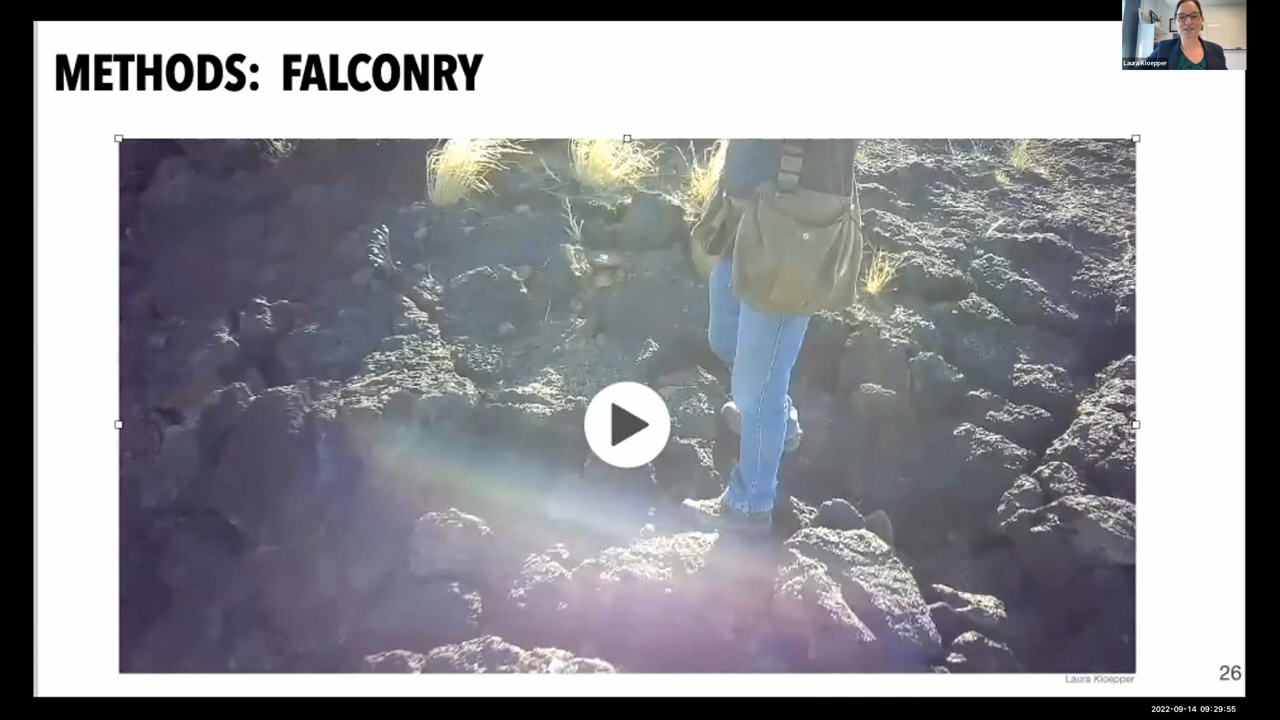 METHODS: FALCONRY
Laura Kloepper
Laura Kloepper
26
2022-09-14 09:29:55